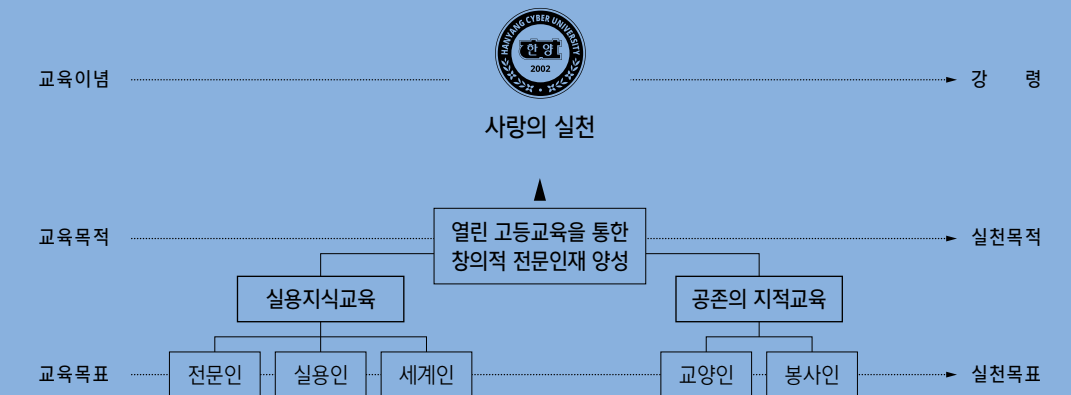 HANYANG CYBER UNIVERSITY
한양
2002
교육이념
강 령
사랑의 실천
교육목적
열린 고등교육을 통한
창의적 전문인재 양성
실천목적
실용지식교육
공존의 지적교육
교육목표
전문인
실용인
세계인
교양인
봉사인
실천목표